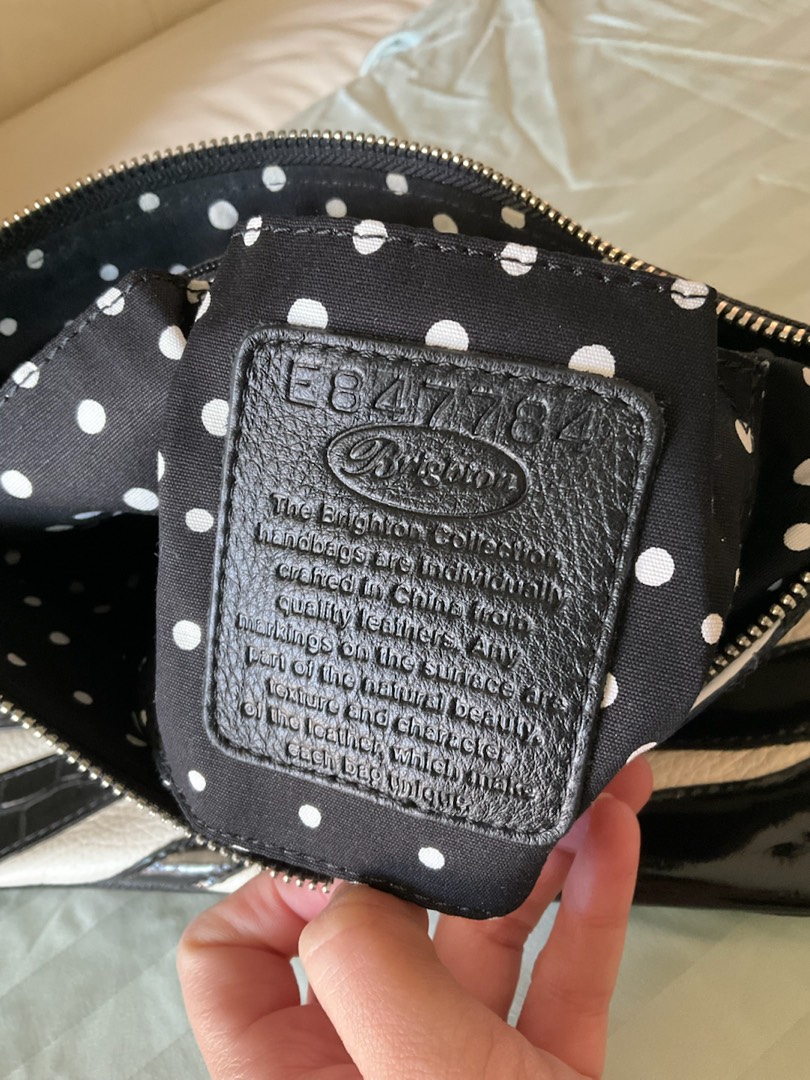 E847784
Brighton
The Brighton Collection
handbags are individually
crafted in China from
quality leathers. Any
markings on the surface are
part of the natural beauty,
texture and character
of the leather, which make
each bag unique.